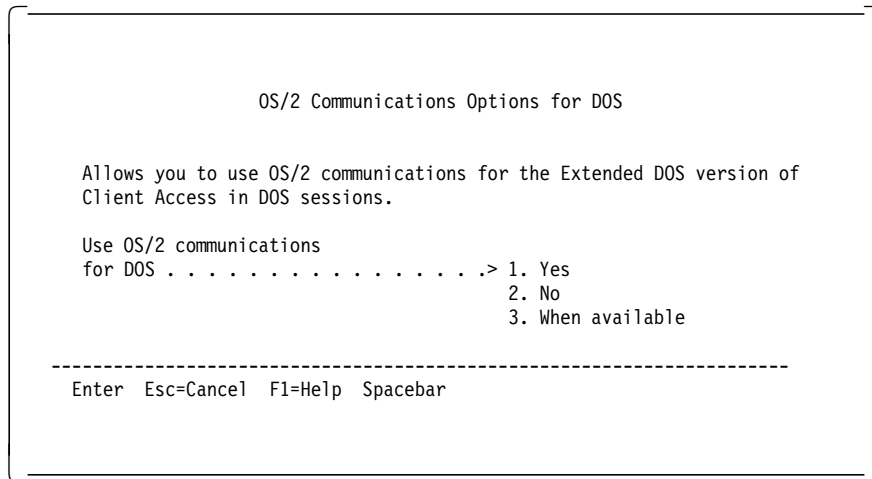 OS/2 Communications Options for DOS
Allows you to use OS/2 communications for the Extended DOS version of
Client Access in DOS sessions.
Use OS/2 communications
for DOS . . . . . . . . . . . . . . . .> 1. Yes
2. No
3. When available
-----------------------------------------------------------------------
Enter Esc=Cancel F1=Help Spacebar